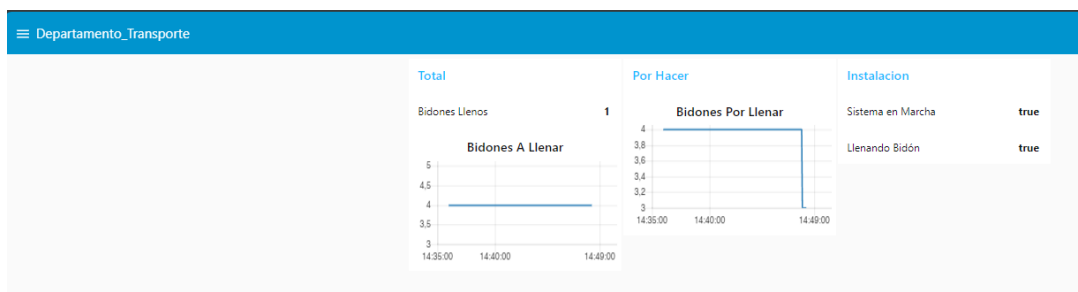 Departamento_Transporte
Total
Bidones Llenos 1
Bidones A Llenar
5
4,5
4
3,5
3
14:35:00 14:40:00 14:49:00
Por Hacer
Bidones Por Llenar
4
3,8
3,6
3,4
3,2
3
14:35:00 14:40:00 14:49:00
Instalacion
Sistema en Marcha true
Llenando Bidón true